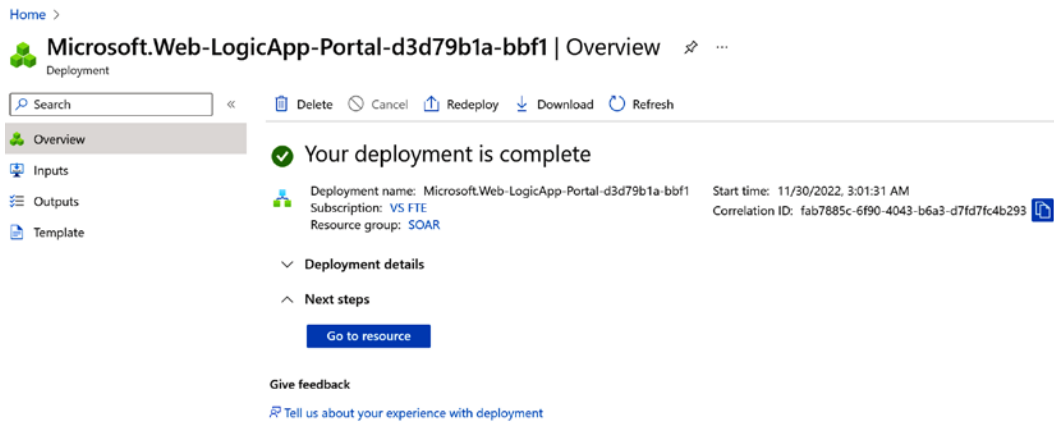 Home >
Microsoft.Web-LogicApp-Portal-d3d79b1a-bbf1 | Overview ...
Deployment
Search «
Delete Cancel Redeploy Download Refresh
Overview
Inputs
Outputs
Template
Your deployment is complete
Deployment name: Microsoft.Web-LogicApp-Portal-d3d79b1a-bbf1
Subscription: VS FTE
Resource group: SOAR
Start time: 11/30/2022, 3:01:31 AM
Correlation ID: fab7885c-6f90-4043-b6a3-d7fd7fc4b293
Deployment details
Next steps
Go to resource
Give feedback
Tell us about your experience with deployment